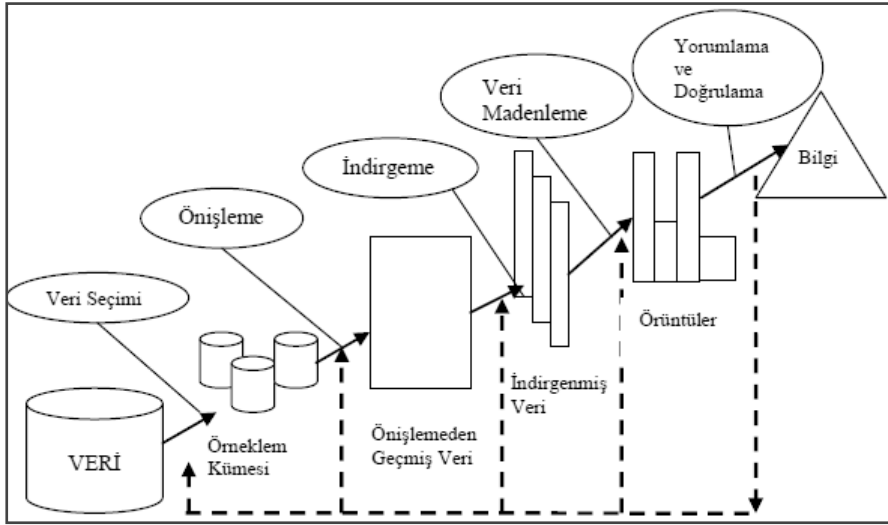 Yorumlama
ve
Doğrulama
Veri
Madenleme
Bilgi
İndirgeme
Önişleme
Veri Seçimi
Örüntüler
İndirgenmiş
Veri
Önişlemeden
Geçmiş Veri
Örneklem
Kümesi
VERİ